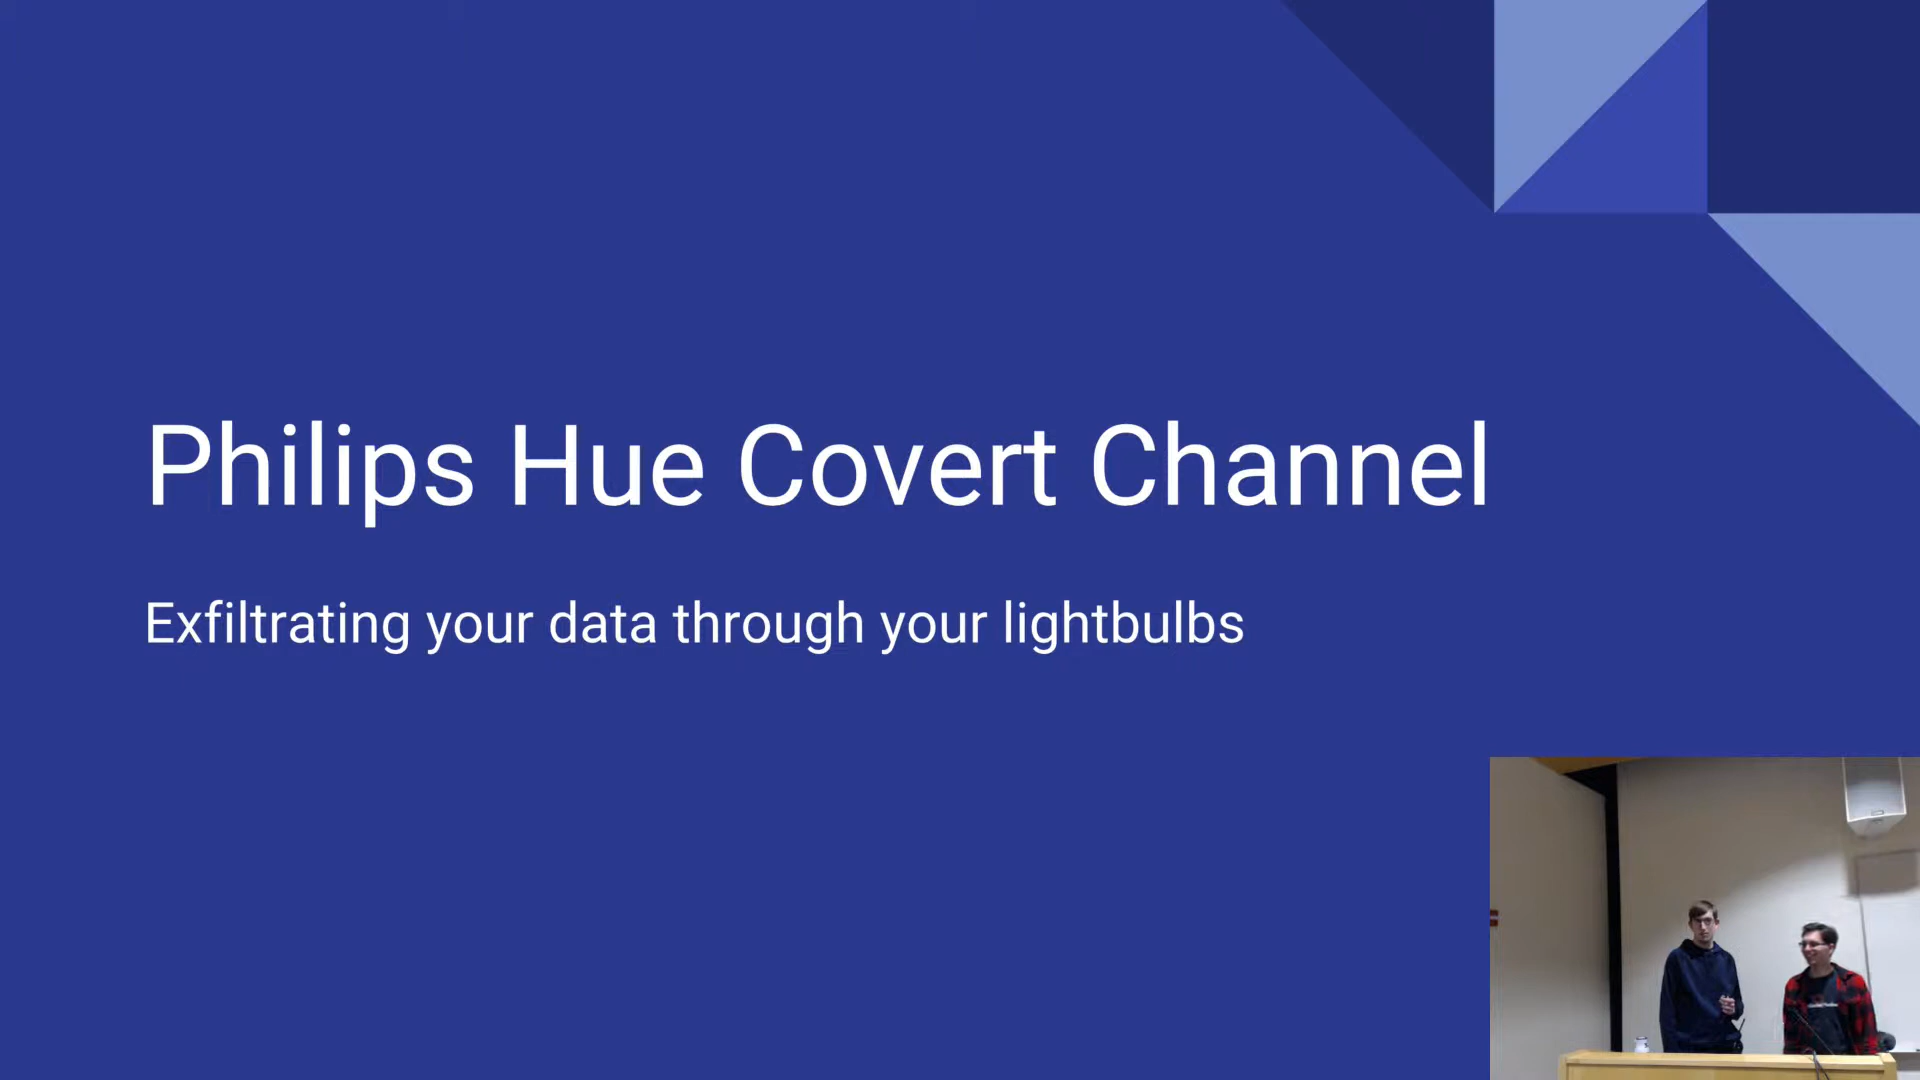 Philips Hue Covert Channel
Exfiltrating your data through your lightbulbs